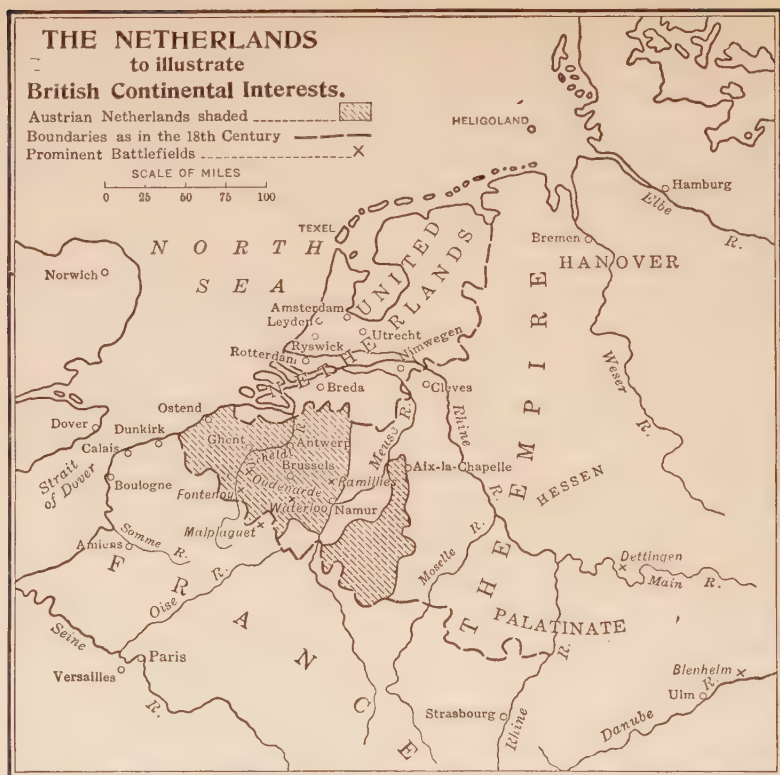 THE NETHERLANDS
to illustrate
British Continental Interests.
Austrian Netherlands shaded
Boundaries as in the 18th Century
Prominent Battlefields
SCALE OF MILES
0 25 50 75 100
HELIGOLAND
Hamburg
Elbe
R.
TEXEL
Bremen
HANOVER
NORTH
SEA
Norwich
UNITED
NETHERLANDS
Amsterdam
Leyden
Utrecht
Ryswick
Rotterdam
Nimwegen
Breda
Cleves
Weser
R.
Ostend
Dover
Dunkirk
Calais
Strait
of Dover
Boulogne
Ghent
Scheldt
R.
Antwerp
Brussels
Meuse R.
Rhine
R.
Aix-la-Chapelle
Fontenoy
Oudenarde
Ramillies
Waterloo
Namur
Malplaquet
THE EMPIRE
HESSEN
Somme
R.
Amiens
Oise R.
Moselle R.
Dettingen
Main R.
FRANCE
PALATINATE
Seine
R.
Versailles
Paris
Strasbourg
Rhine
R.
Blenheim
Ulm
Danube
R.